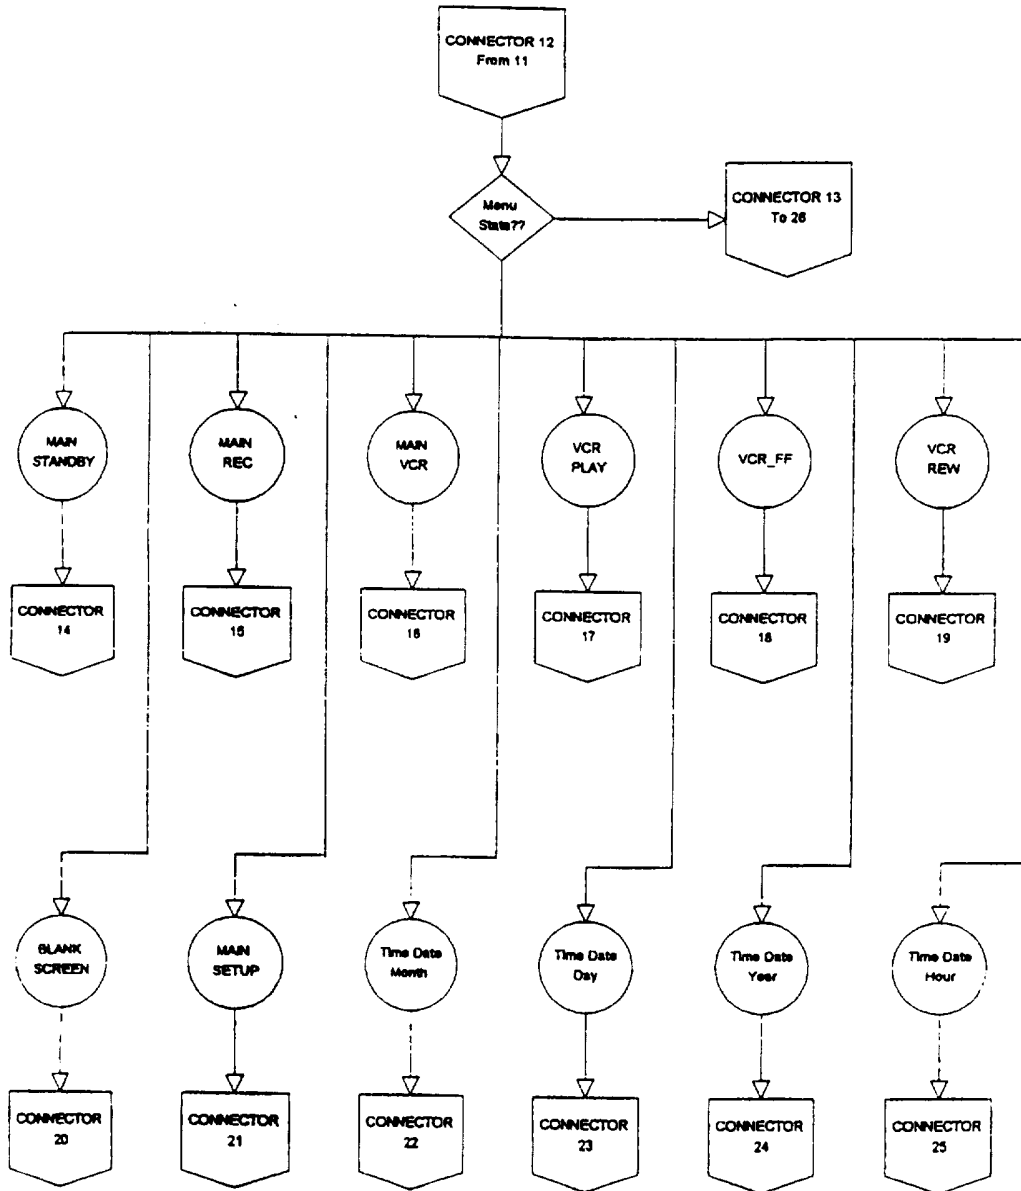 CONNECTOR 12
From 11
Menu
State??
CONNECTOR 13
To 26
MAIN
STANDBY
MAIN
REC
MAIN
VCR
VCR
PLAY
VCR_FF
VCR
REW
CONNECTOR
14
CONNECTOR
15
CONNECTOR
16
CONNECTOR
17
CONNECTOR
18
CONNECTOR
19
BLANK
SCREEN
MAIN
SETUP
Time Date
Month
Time Date
Day
Time Date
Year
Time Date
Hour
CONNECTOR
20
CONNECTOR
21
CONNECTOR
22
CONNECTOR
23
CONNECTOR
24
CONNECTOR
25